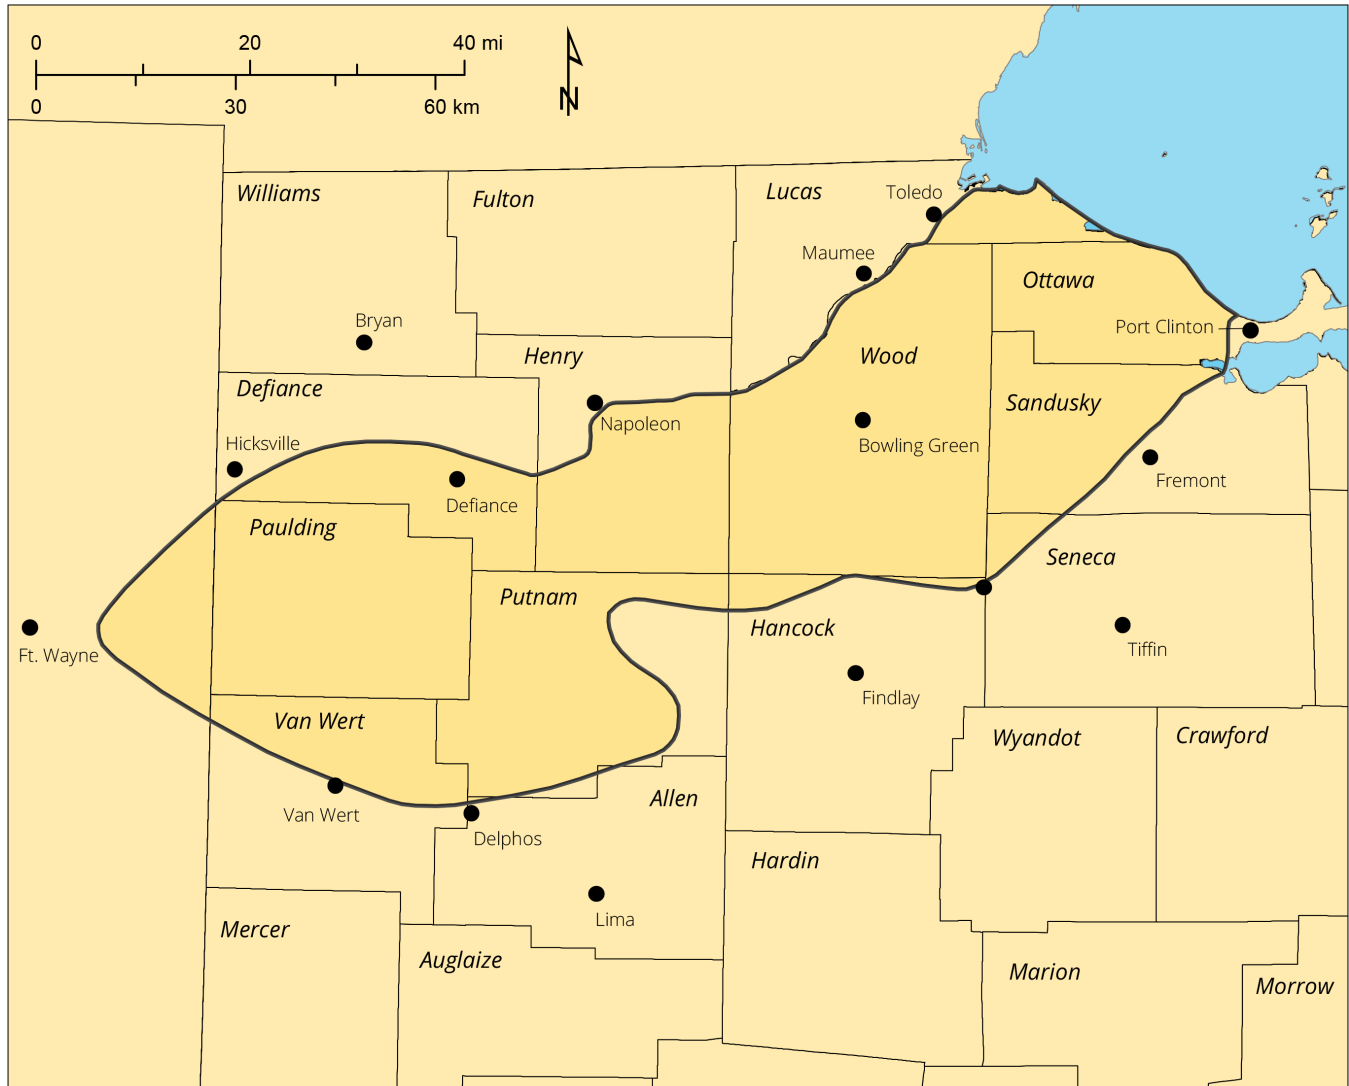 0 20 40 mi
0 30 60 km
N
Williams
Fulton
Lucas
Toledo
Maumee
Ottawa
Bryan
Port Clinton
Henry
Wood
Defiance
Sandusky
Napoleon
Hicksville
Bowling Green
Fremont
Defiance
Paulding
Seneca
Putnam
Hancock
Ft. Wayne
Tiffin
Findlay
Van Wert
Wyandot
Crawford
Allen
Van Wert
Delphos
Hardin
Lima
Mercer
Auglaize
Marion
Morrow